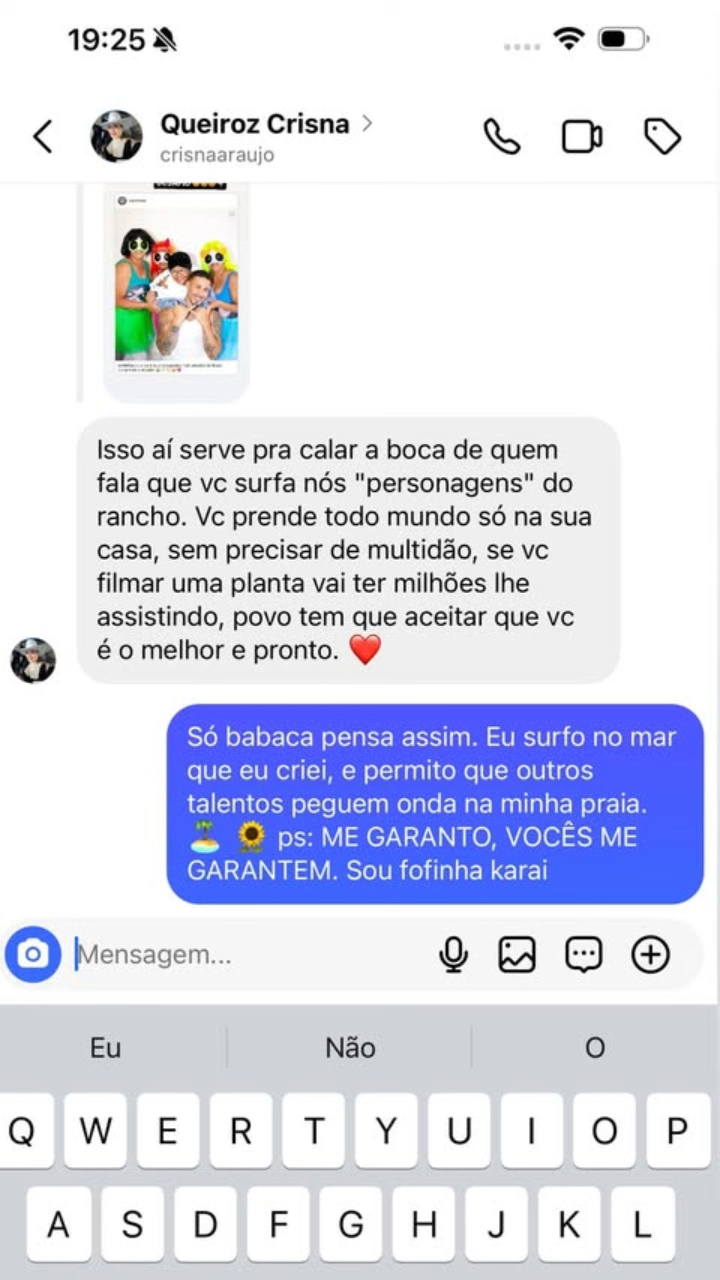 19:25
Queiroz Crisna
crisnaaraujo
Isso aí serve pra calar a boca de quem
fala que vc surfa nós "personagens" do
rancho. Vc prende todo mundo só na sua
casa, sem precisar de multidão, se vc
filmar uma planta vai ter milhões lhe
assistindo, povo tem que aceitar que vc
é o melhor e pronto. ❤️
Só babaca pensa assim. Eu surfo no mar
que eu criei, e permito que outros
talentos peguem onda na minha praia.
🏝️ 🌻 ps: ME GARANTO, VOCÊS ME
GARANTEM. Sou fofinha karai
Mensagem...
Eu Não O
Q W E R T Y U I O P
A S D F G H J K L